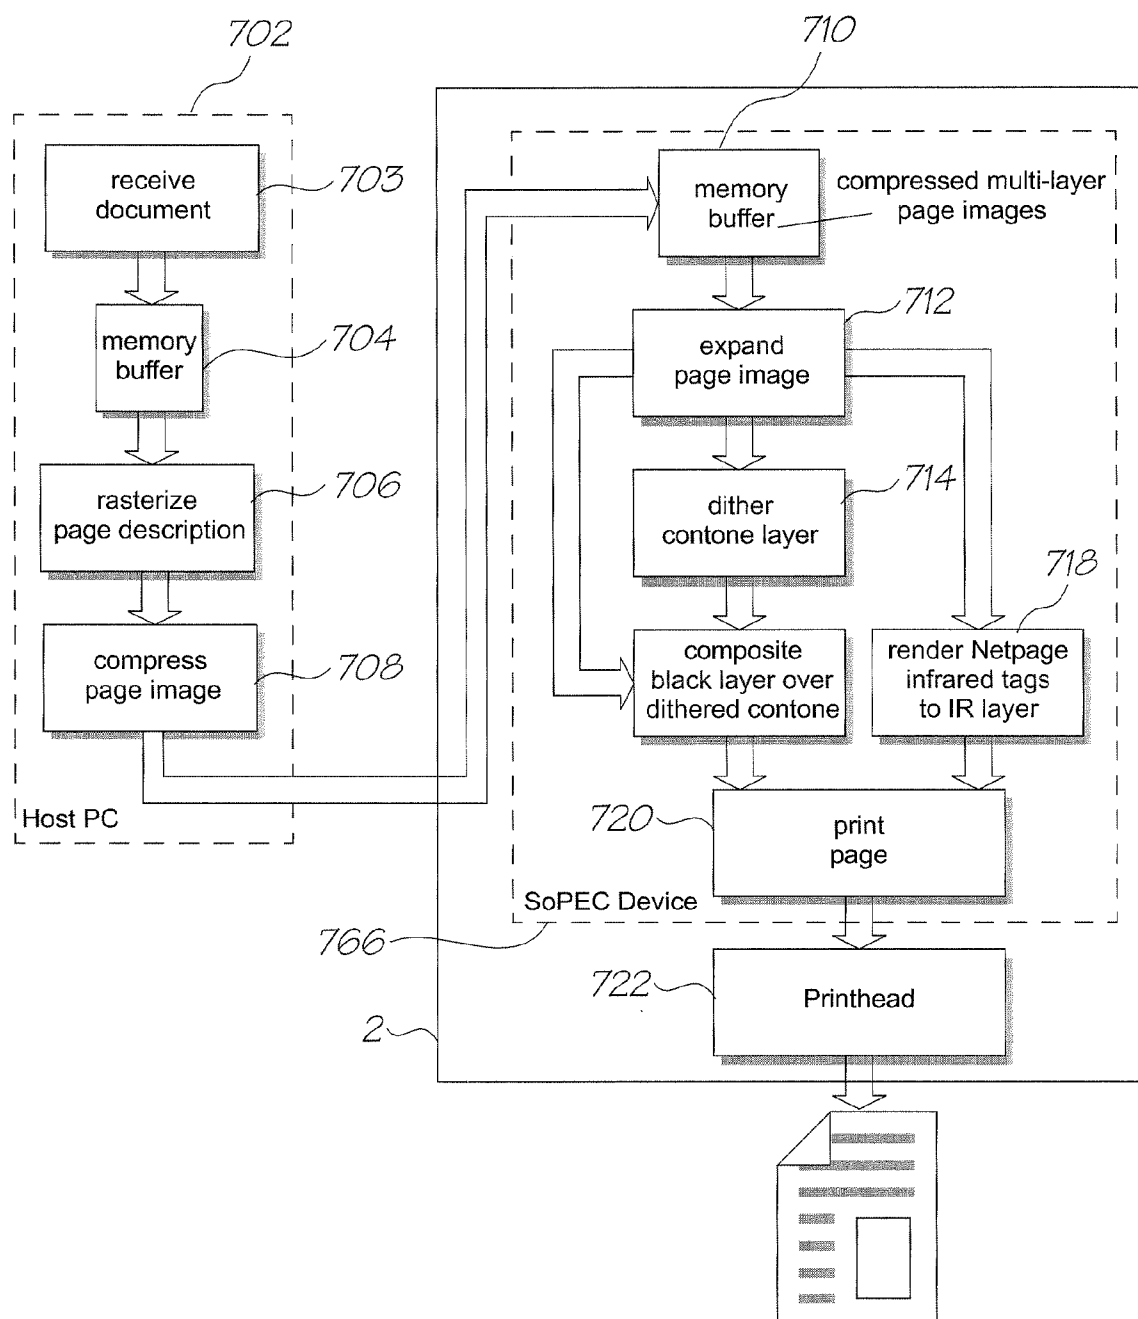 702
710
receive
document
703
memory
buffer
compressed multi-layer
page images
memory
buffer
704
expand
page image
712
rasterize
page description
706
dither
contone layer
714
compress
page image
708
composite
black layer over
dithered contone
718
render Netpage
infrared tags
to IR layer
Host PC
720
print
page
SoPEC Device
766
722
Printhead
2